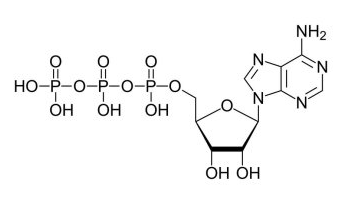 NH₂
O O O N N
HO P O P O P O O N N
OH OH OH
OH OH